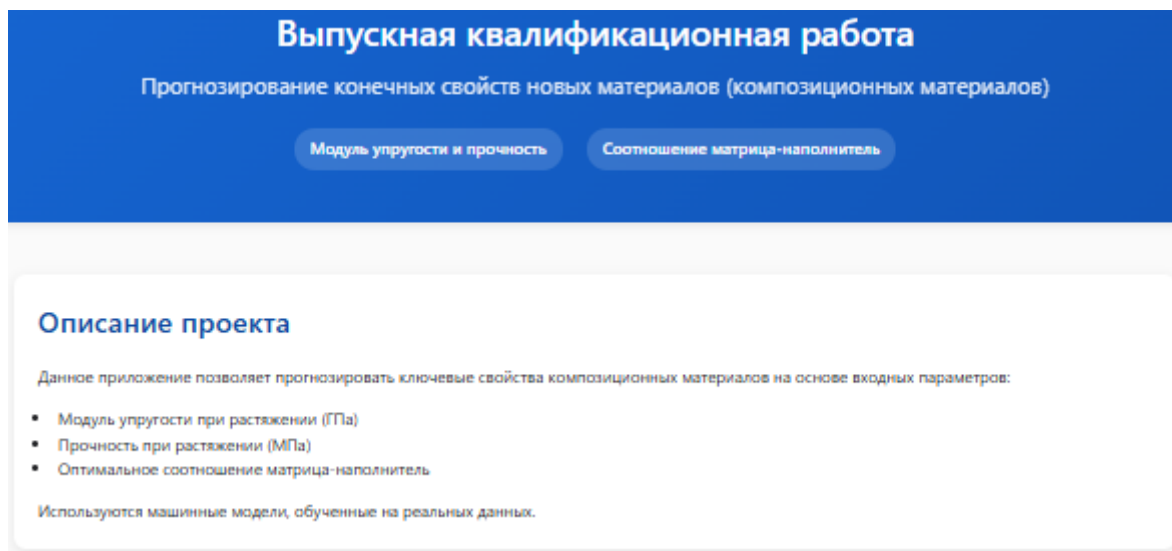 Выпускная квалификационная работа
Прогнозирование конечных свойств новых материалов (композиционных материалов)
Модуль упругости и прочность
Соотношение матрица-наполнитель
Описание проекта
Данное приложение позволяет прогнозировать ключевые свойства композиционных материалов на основе входных параметров:
• Модуль упругости при растяжении (ГПа)
• Прочность при растяжении (МПа)
• Оптимальное соотношение матрица-наполнитель
Используются машинные модели, обученные на реальных данных.